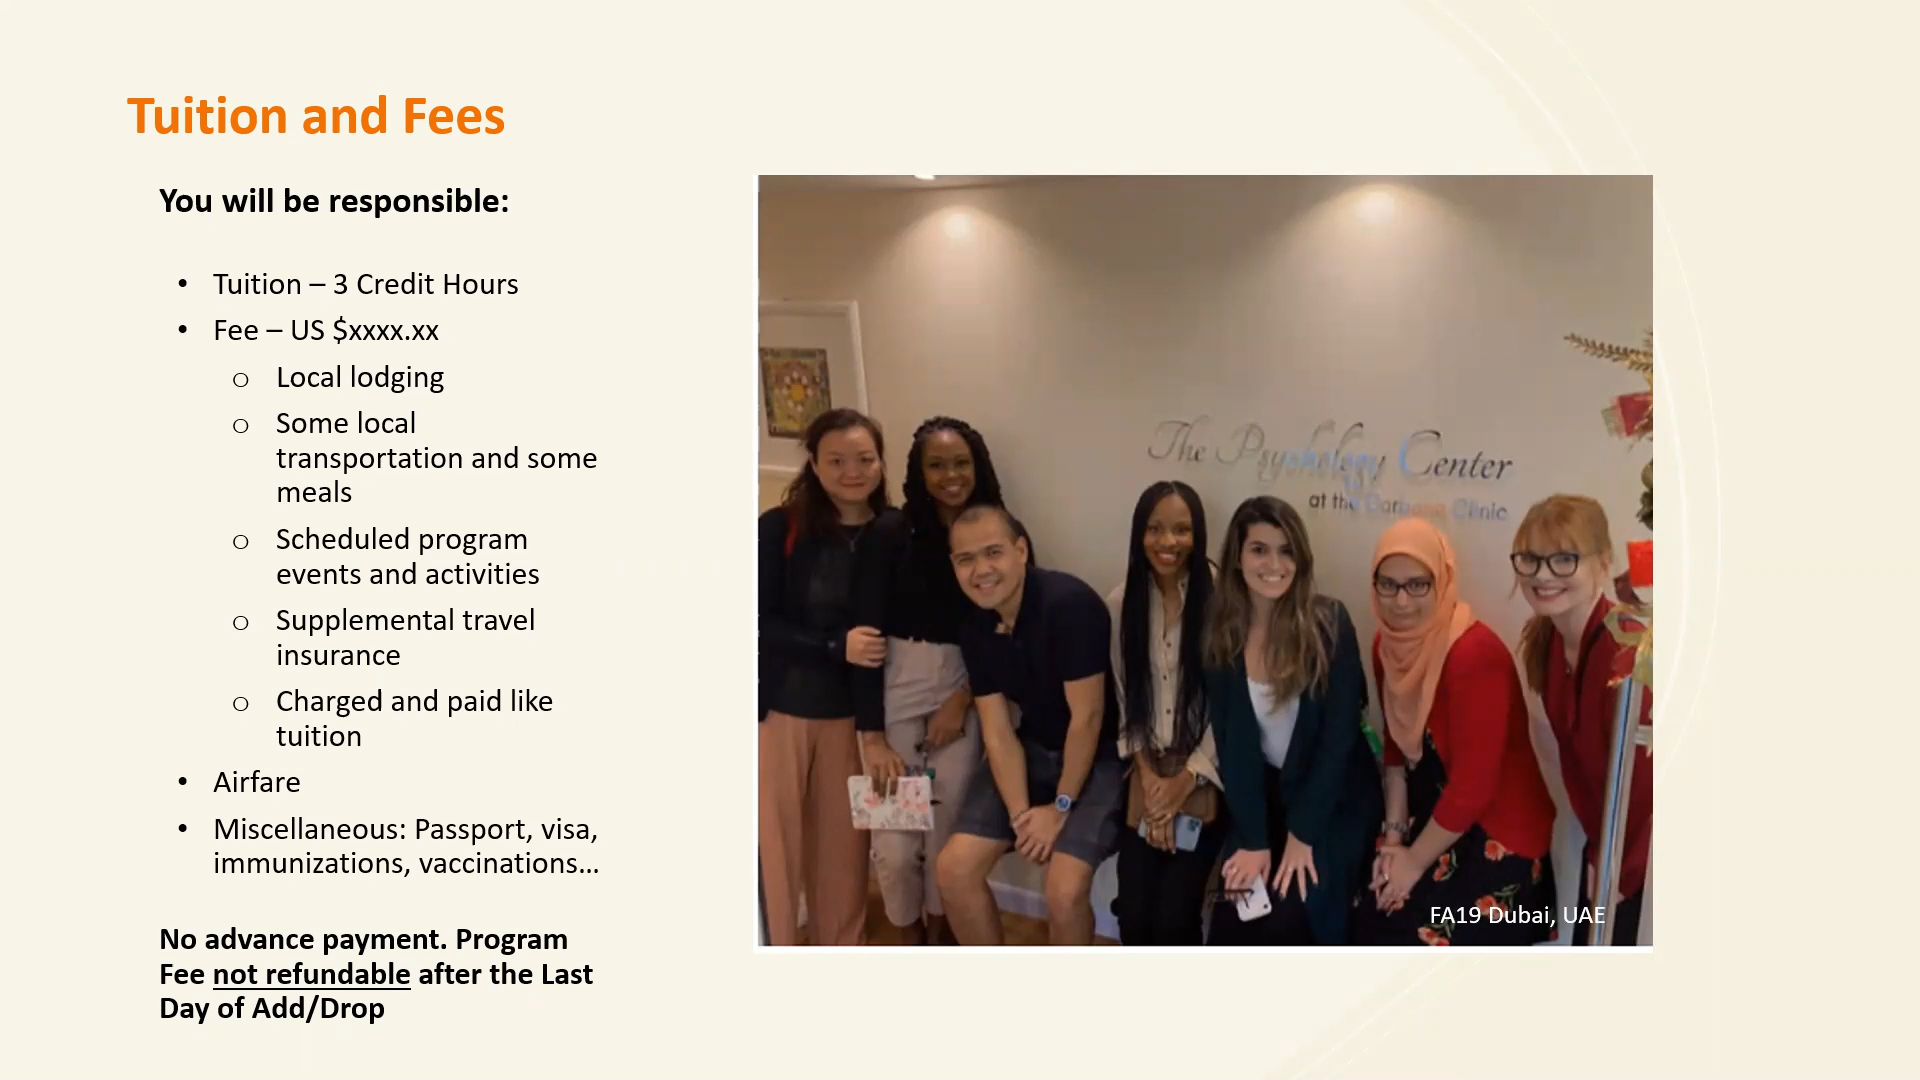 Tuition and Fees
You will be responsible:
• Tuition – 3 Credit Hours
• Fee – US $xxxx.xx
o Local lodging
o Some local
transportation and some
meals
o Scheduled program
events and activities
o Supplemental travel
insurance
o Charged and paid like
tuition
• Airfare
• Miscellaneous: Passport, visa,
immunizations, vaccinations...
No advance payment. Program
Fee not refundable after the Last
Day of Add/Drop
The Psychology Center
at the Clinic
FA19 Dubai, UAE